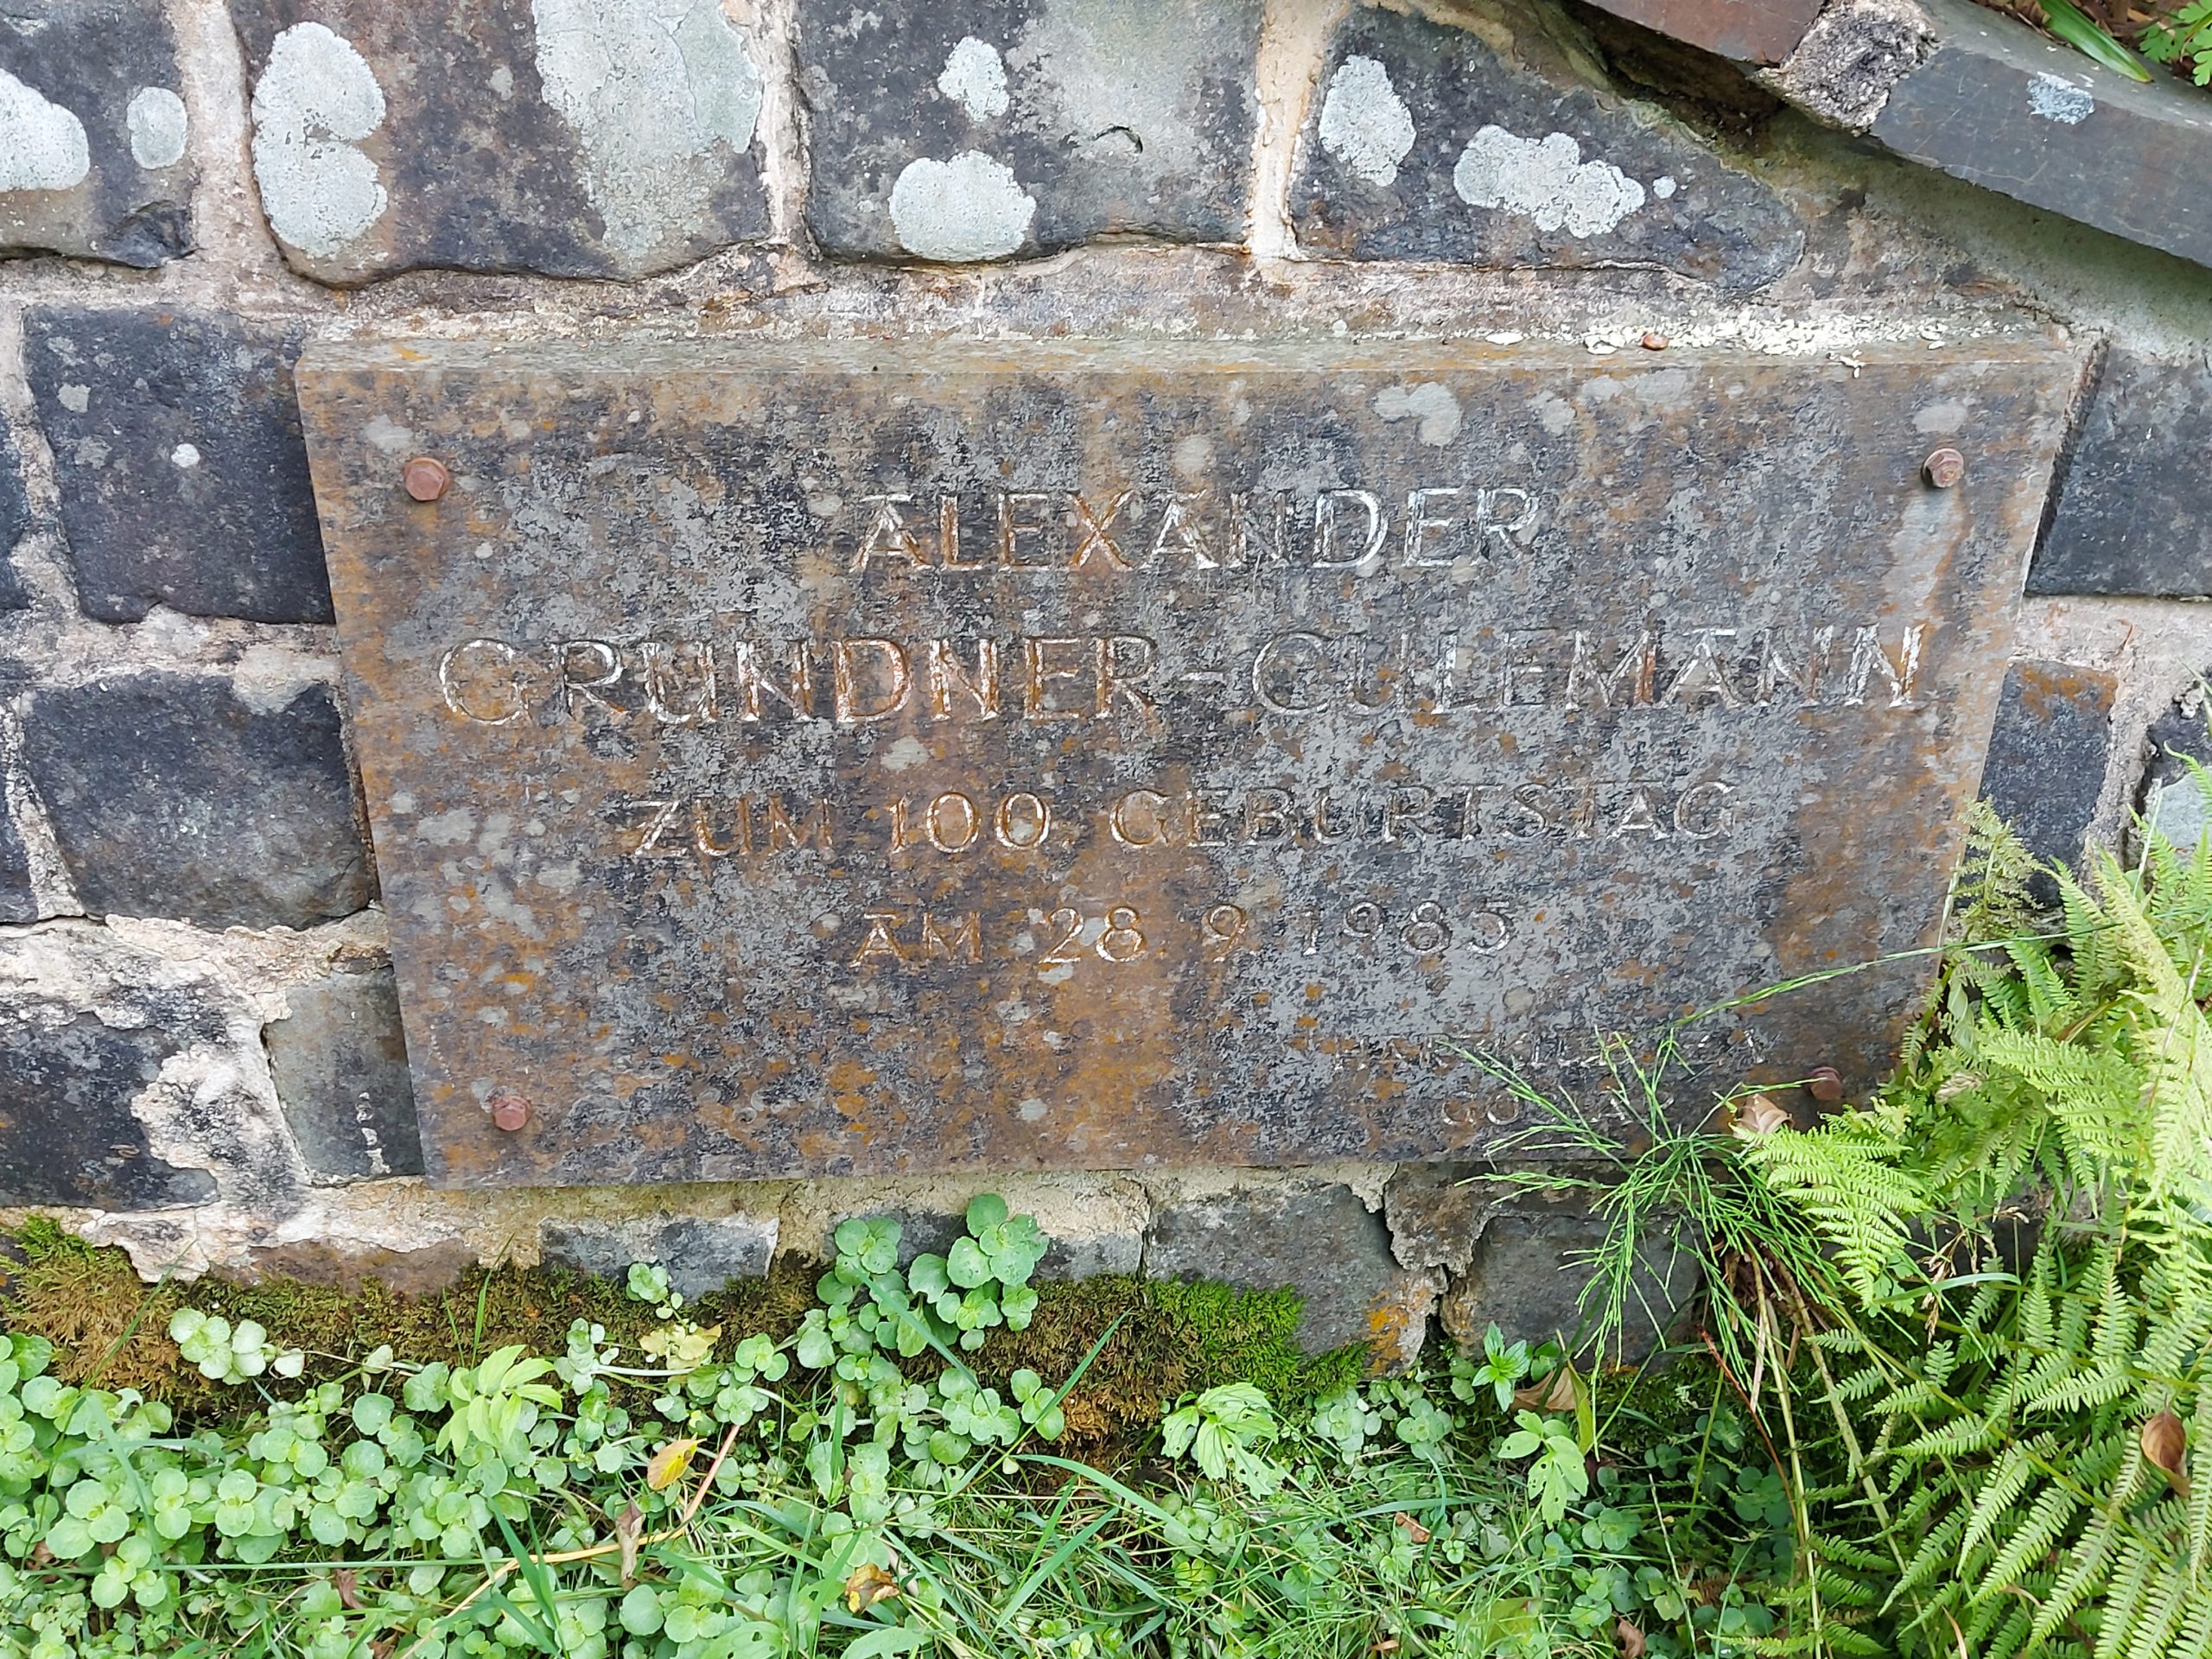 ALEXANDER
GRUNDNER-CULEMANN
ZUM 100. GEBURTSTAG
AM 28. 9. 1985